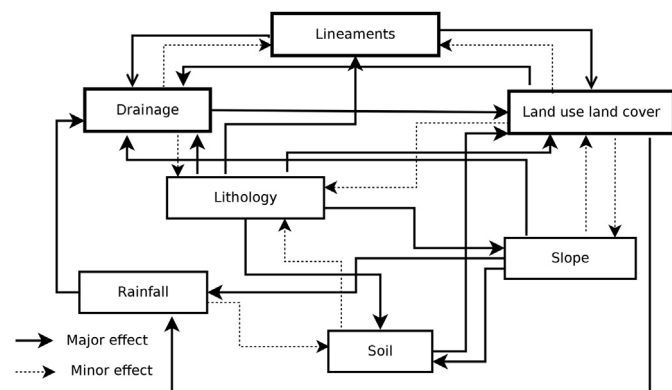 Lineaments
Drainage
Land use land cover
Lithology
Slope
Rainfall
Soil
Major effect
Minor effect